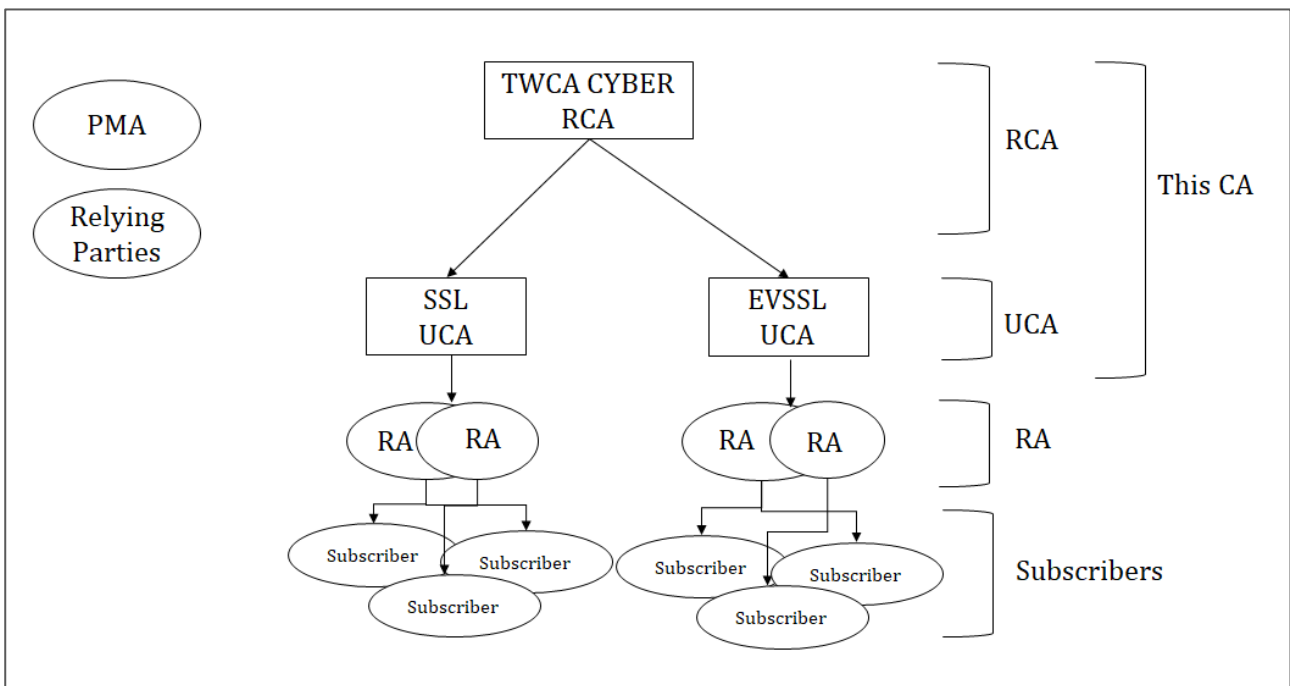 TWCA CYBER
RCA
PMA
RCA
This CA
Relying
Parties
SSL
UCA
EVSSL
UCA
UCA
RA
RA
RA
RA
RA
Subscriber
Subscriber
Subscriber
Subscriber
Subscriber
Subscriber
Subscribers